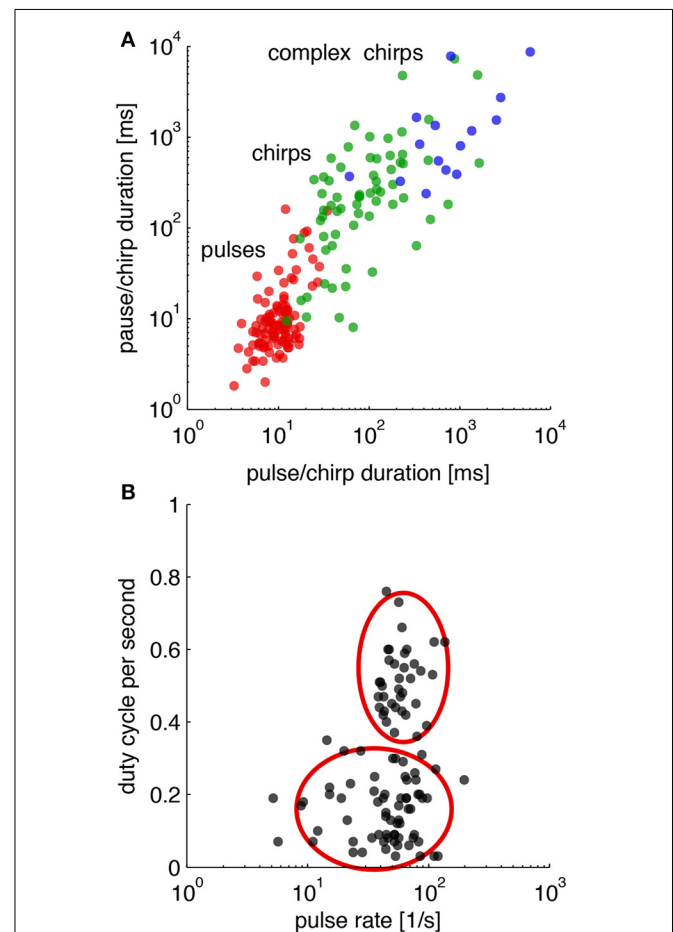 A
10^4
complex chirps
10^3
chirps
10^2
pulses
10^1
10^0
pause/chirp duration [ms]
10^0 10^1 10^2 10^3 10^4
pulse/chirp duration [ms]
B
1
0.8
0.6
0.4
0.2
0
duty cycle per second
10^0 10^1 10^2 10^3
pulse rate [1/s]